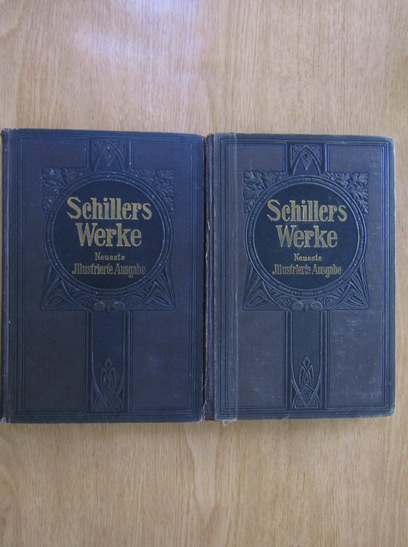 Schillers
Werke
Neueste
Jllustrierte Ausgabe
Schillers
Werke
Neueste
Jllustrierte Ausgabe